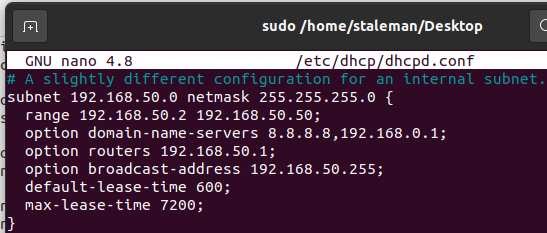 sudo /home/staleman/Desktop
GNU nano 4.8 /etc/dhcp/dhcpd.conf
# A slightly different configuration for an internal subnet.
subnet 192.168.50.0 netmask 255.255.255.0 {
range 192.168.50.2 192.168.50.50;
option domain-name-servers 8.8.8.8,192.168.0.1;
option routers 192.168.50.1;
option broadcast-address 192.168.50.255;
default-lease-time 600;
max-lease-time 7200;
}